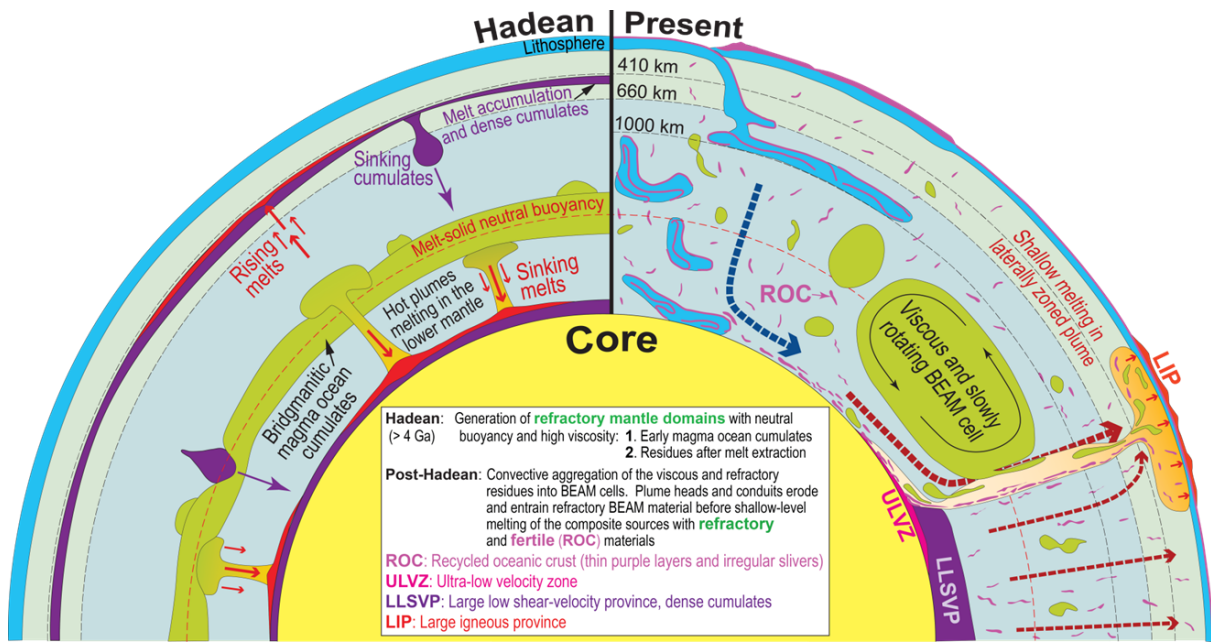 Hadean
Present
Lithosphere
410 km
660 km
1000 km
Melt accumulation
and dense cumulates
Sinking
cumulates
Rising
melts
Melt-solid neutral buoyancy
Hot plumes
melting in the
lower mantle
Sinking
melts
Bridgmanitic
magma ocean
cumulates
ROC
Viscous and slowly
rotating BEAM cell
Shallow melting in
laterally zoned plume
LIP
ULVZ
LLSVP
Core
Hadean: Generation of refractory mantle domains with neutral
(> 4 Ga) buoyancy and high viscosity: 1. Early magma ocean cumulates
2. Residues after melt extraction
Post-Hadean: Convective aggregation of the viscous and refractory
residues into BEAM cells. Plume heads and conduits erode
and entrain refractory BEAM material before shallow-level
melting of the composite sources with refractory
and fertile (ROC) materials
ROC: Recycled oceanic crust (thin purple layers and irregular slivers)
ULVZ: Ultra-low velocity zone
LLSVP: Large low shear-velocity province, dense cumulates
LIP: Large igneous province